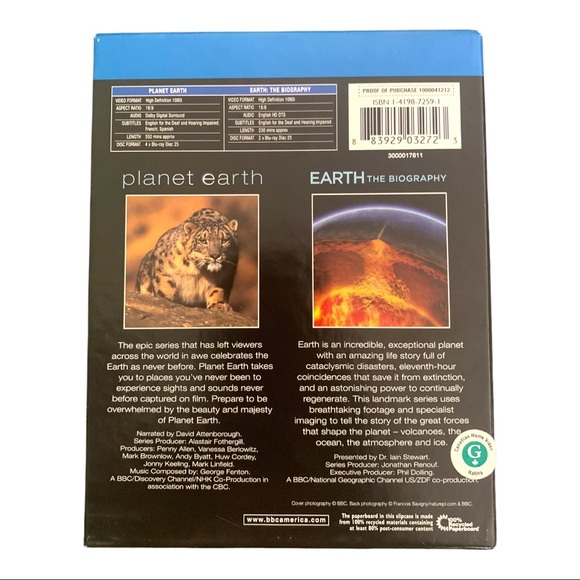 PLANET EARTH
VIDEO FORMAT High Definition 1080i
ASPECT RATIO 16:9
AUDIO Dolby Digital Surround
SUBTITLES English for the Deaf and Hearing Impaired;
French; Spanish
LENGTH 550 mins approx
DISC FORMAT 4 x Blu-ray Disc 25
EARTH: THE BIOGRAPHY
VIDEO FORMAT High Definition 1080i
ASPECT RATIO 16:9
AUDIO English HD DTS
SUBTITLES English for the Deaf and Hearing Impaired
LENGTH 230 mins approx
DISC FORMAT 2 x Blu-ray Disc 25
PROOF OF PURCHASE 1000041212
ISBN 1-4198-7259-1
8 83929 03272 3
3000017811
planet earth
The epic series that has left viewers
across the world in awe celebrates the
Earth as never before. Planet Earth takes
you to places you've never been to
experience sights and sounds never
before captured on film. Prepare to be
overwhelmed by the beauty and majesty
of Planet Earth.
Narrated by David Attenborough.
Series Producer: Alastair Fothergill.
Producers: Penny Allen, Vanessa Berlowitz,
Mark Brownlow, Andy Byatt, Huw Cordey,
Jonny Keeling, Mark Linfield.
Music Composed by: George Fenton.
A BBC/Discovery Channel/NHK Co-Production in
association with the CBC.
EARTH THE BIOGRAPHY
Earth is an incredible, exceptional planet
with an amazing life story full of
cataclysmic disasters, eleventh-hour
coincidences that save it from extinction,
and an astonishing power to continually
regenerate. This landmark series uses
breathtaking footage and specialist
imaging to tell the story of the great forces
that shape the planet – volcanoes, the
ocean, the atmosphere and ice.
Presented by Dr. Iain Stewart.
Series Producer: Jonathan Renouf.
Executive Producer: Phil Dolling.
A BBC/National Geographic Channel US/ZDF co-production.
Canadian Home Video
G
Rating
Cover photography © BBC. Back photography © Francois Savigny/naturepl.com & BBC.
www.bbcamerica.com
The paperboard in this slipcase is made
from 100% recycled materials containing
at least 80% post-consumer content
100%
Recycled
Paperboard